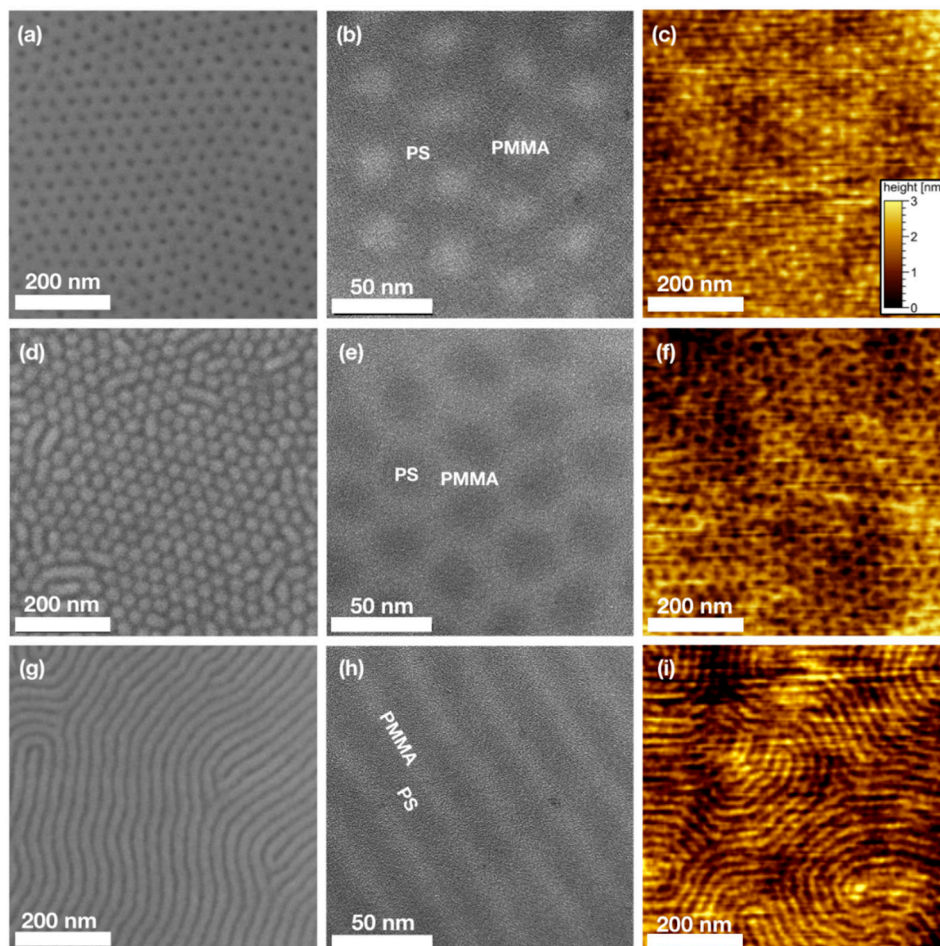 (a)
200 nm
(b)
PS
PMMA
50 nm
(c)
200 nm
height [nm]
3
2
1
0
(d)
200 nm
(e)
PS
PMMA
50 nm
(f)
200 nm
(g)
200 nm
(h)
PMMA
PS
50 nm
(i)
200 nm